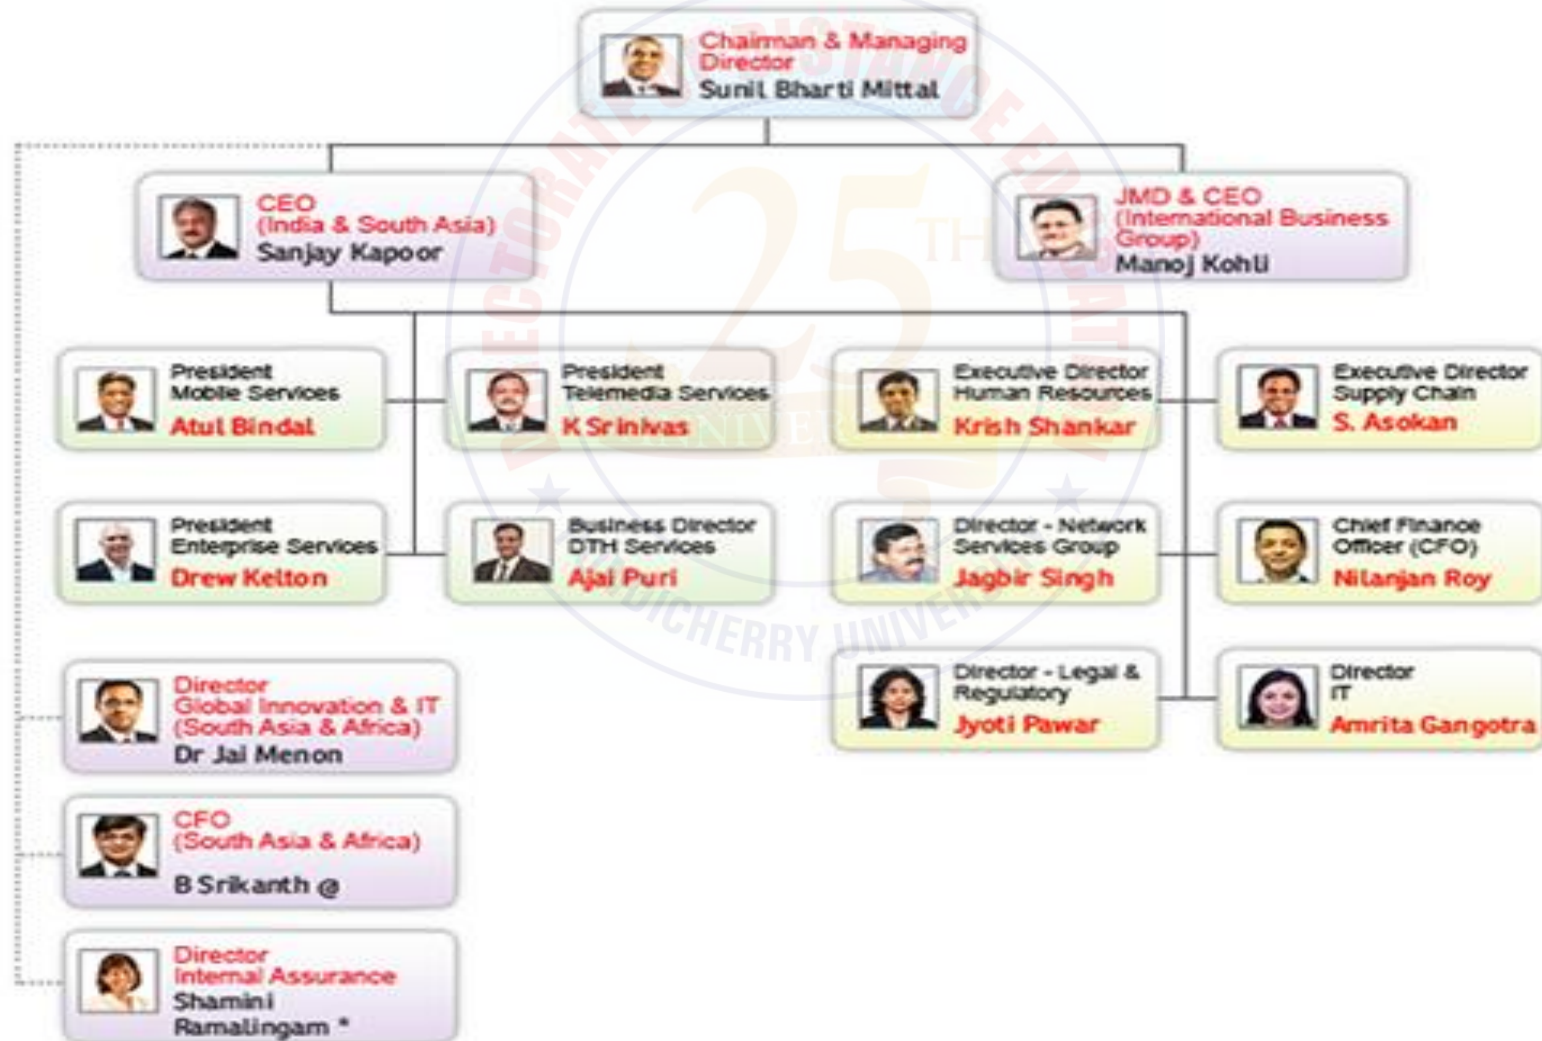 Chairman & Managing
Director
Sunil Bharti Mittal
CEO
(India & South Asia)
Sanjay Kapoor
JMD & CEO
(International Business
Group)
Manoj Kohli
President
Mobile Services
Atul Bindal
President
Telemedia Services
K Srinivas
Executive Director
Human Resources
Krish Shankar
Executive Director
Supply Chain
S. Asokan
President
Enterprise Services
Drew Kelton
Business Director
DTH Services
Ajai Puri
Director - Network
Services Group
Jagbir Singh
Chief Finance
Officer (CFO)
Nilanjan Roy
Director
Global Innovation & IT
(South Asia & Africa)
Dr Jai Menon
Director - Legal &
Regulatory
Jyoti Pawar
Director
IT
Amrita Gangotra
CFO
(South Asia & Africa)
B Srikanth @
Director
Internal Assurance
Shamini
Ramalingam *
25
TH